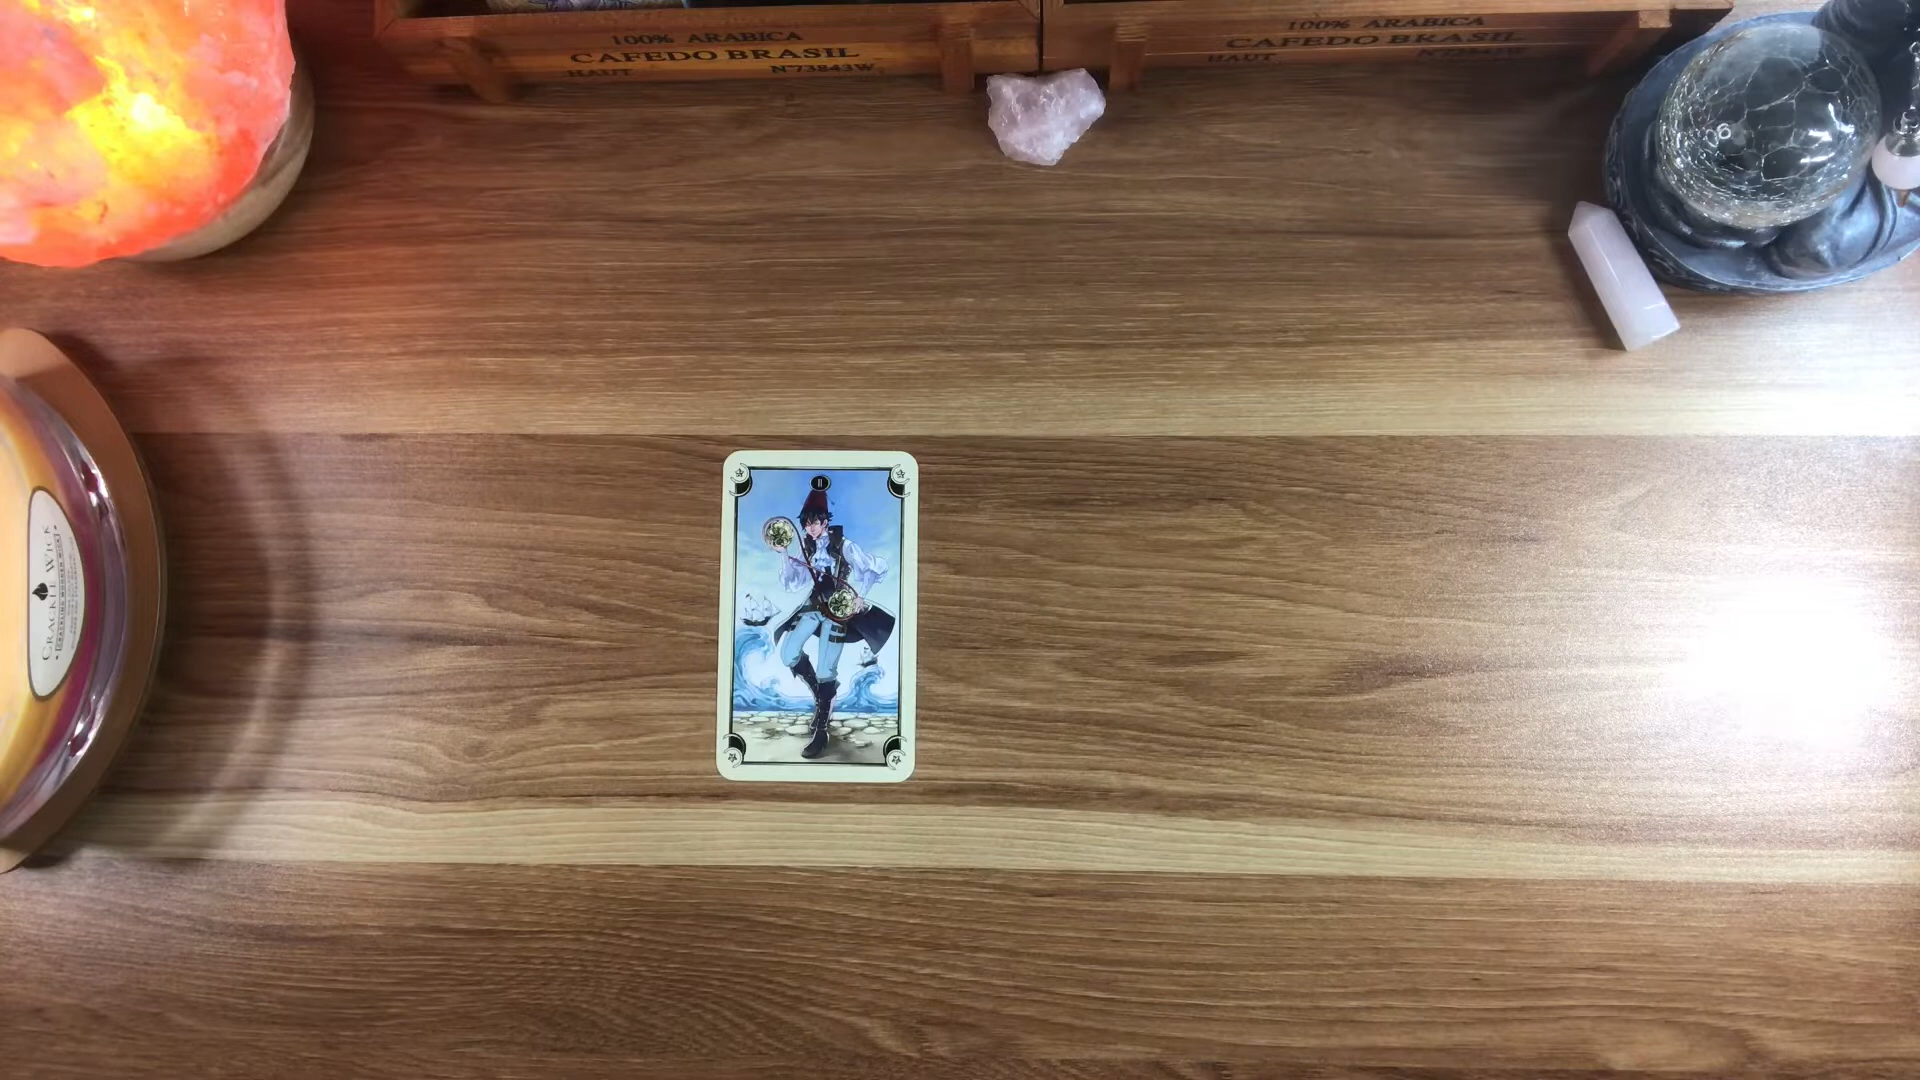 100% ARABICA
CAFEDO BRASIL
HAUT N°73843W
100% ARABICA
CAFEDO BRASIL
HAUT
II
CRACKLE WICK